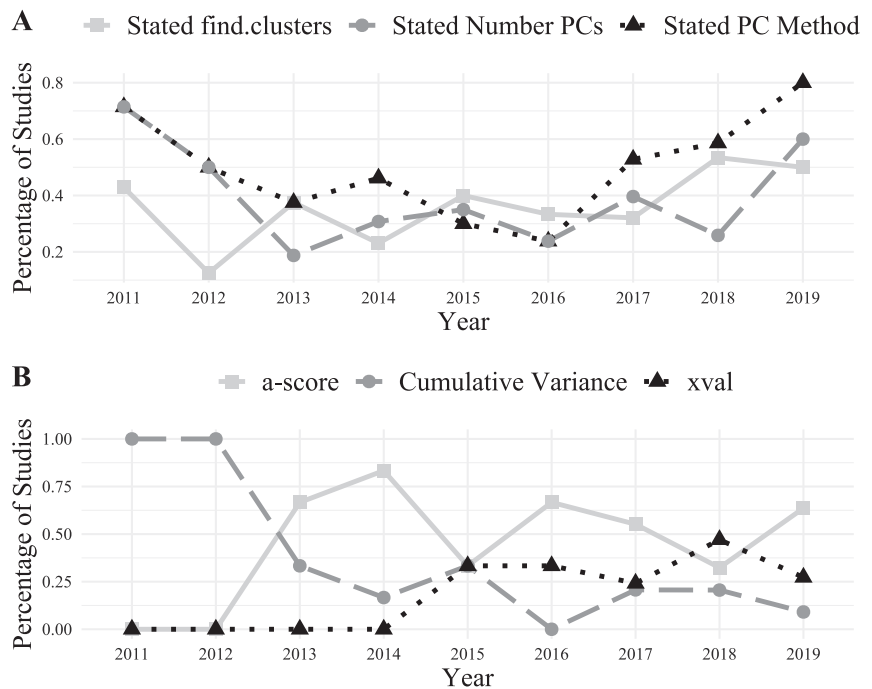 A
Stated find.clusters Stated Number PCs Stated PC Method
Percentage of Studies
0.8
0.6
0.4
0.2
2011 2012 2013 2014 2015 2016 2017 2018 2019
Year
B
a-score Cumulative Variance xval
Percentage of Studies
1.00
0.75
0.50
0.25
0.00
2011 2012 2013 2014 2015 2016 2017 2018 2019
Year